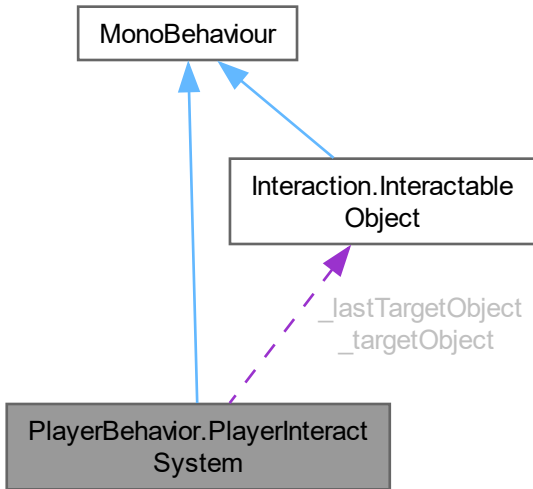 MonoBehaviour
Interaction.Interactable
Object
_lastTargetObject
_targetObject
PlayerBehavior.PlayerInteract
System